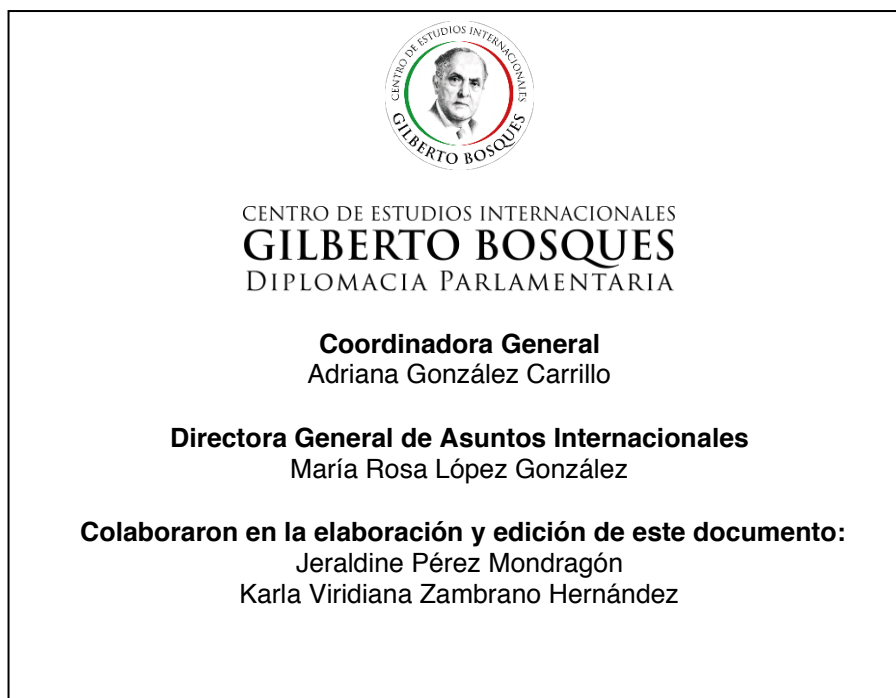 CENTRO DE ESTUDIOS INTERNACIONALES
GILBERTO BOSQUES
CENTRO DE ESTUDIOS INTERNACIONALES
GILBERTO BOSQUES
DIPLOMACIA PARLAMENTARIA
Coordinadora General
Adriana González Carrillo
Directora General de Asuntos Internacionales
María Rosa López González
Colaboraron en la elaboración y edición de este documento:
Jeraldine Pérez Mondragón
Karla Viridiana Zambrano Hernández